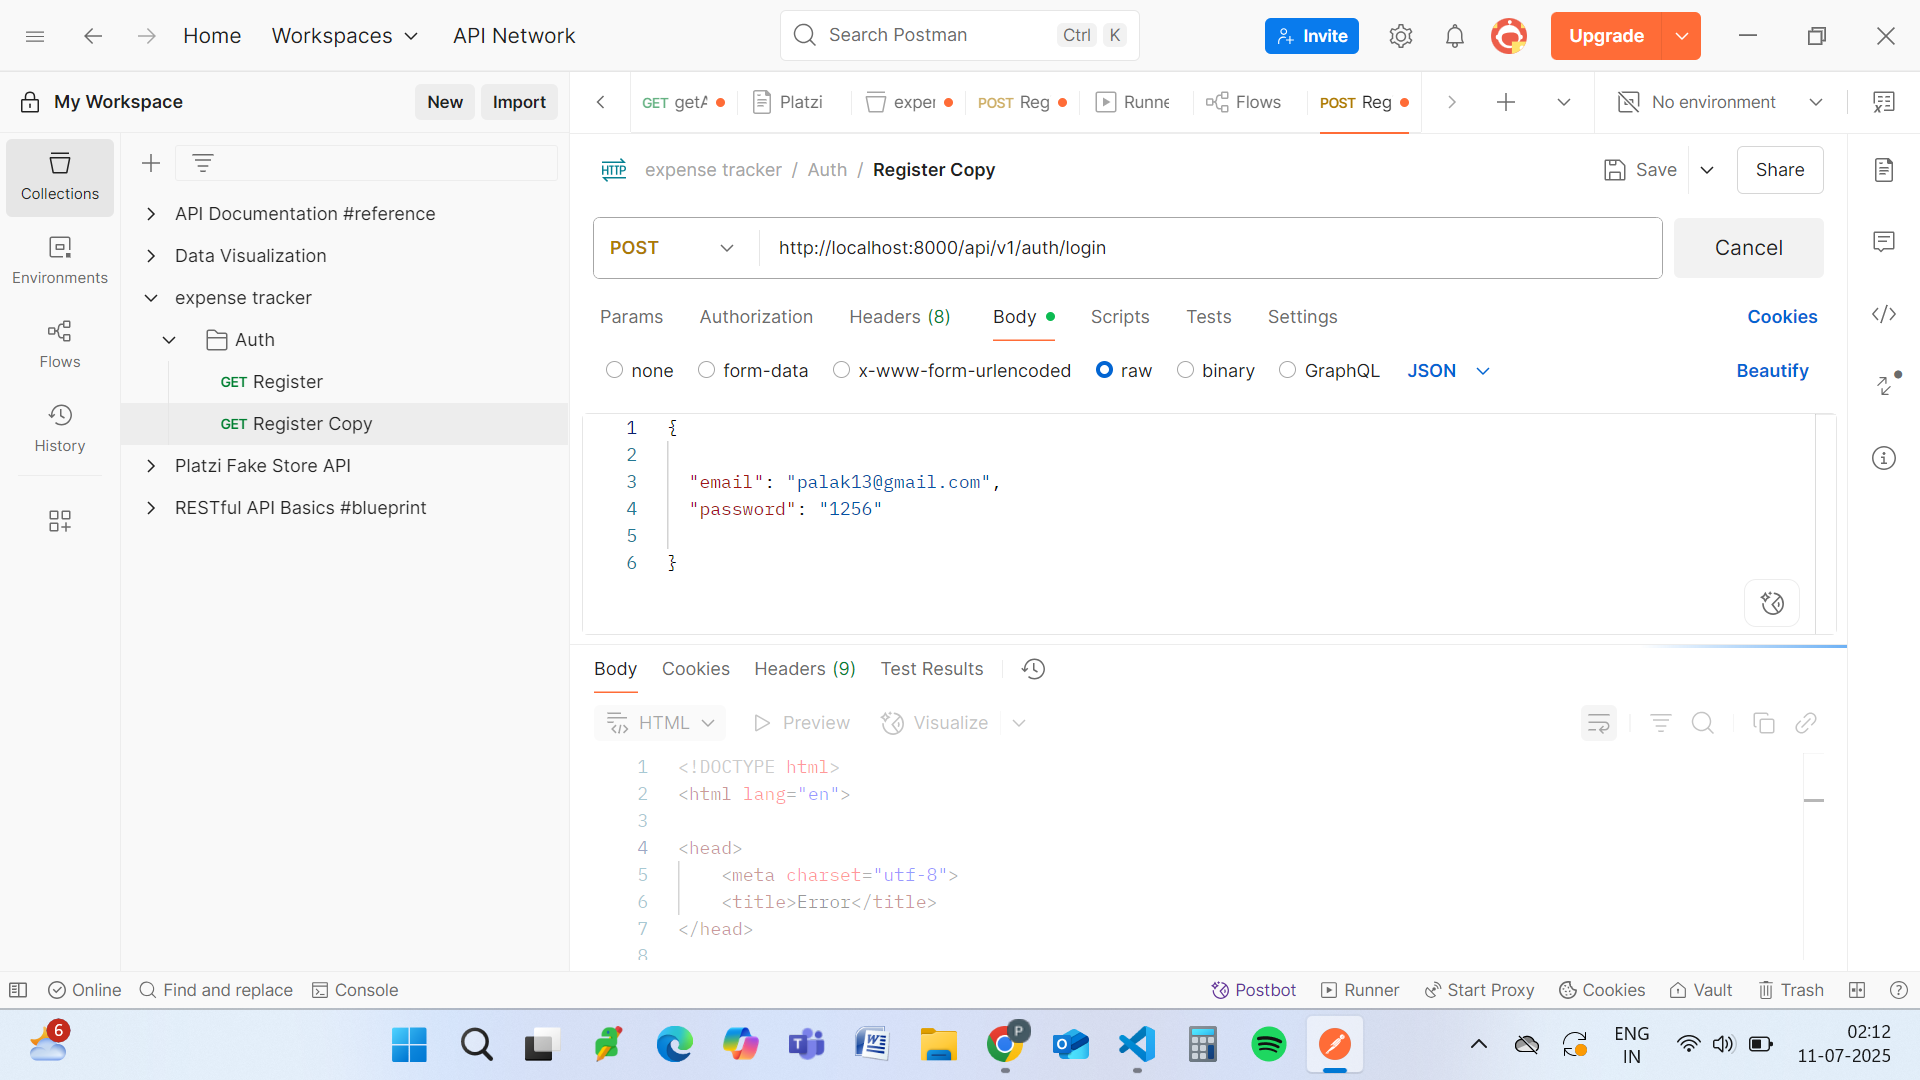 Home
Workspaces
API Network
Search Postman
Ctrl K
Invite
Upgrade
My Workspace
New
Import
GET getA
Platzi
exper
POST Reg
Runne
Flows
POST Reg
No environment
Collections
Environments
Flows
History
API Documentation #reference
Data Visualization
expense tracker
Auth
GET Register
GET Register Copy
Platzi Fake Store API
RESTful API Basics #blueprint
HTTP
expense tracker / Auth / Register Copy
Save
Share
POST
http://localhost:8000/api/v1/auth/login
Cancel
Params
Authorization
Headers (8)
Body
Scripts
Tests
Settings
Cookies
none
form-data
x-www-form-urlencoded
raw
binary
GraphQL
JSON
Beautify
1 {
2
3 "email": "palak13@gmail.com",
4 "password": "1256"
5
6 }
Body
Cookies
Headers (9)
Test Results
HTML
Preview
Visualize
1 <!DOCTYPE html>
2 <html lang="en">
3
4 <head>
5 <meta charset="utf-8">
6 <title>Error</title>
7 </head>
8
Online
Find and replace
Console
Postbot
Runner
Start Proxy
Cookies
Vault
Trash
6
P
ENG
IN
02:12
11-07-2025